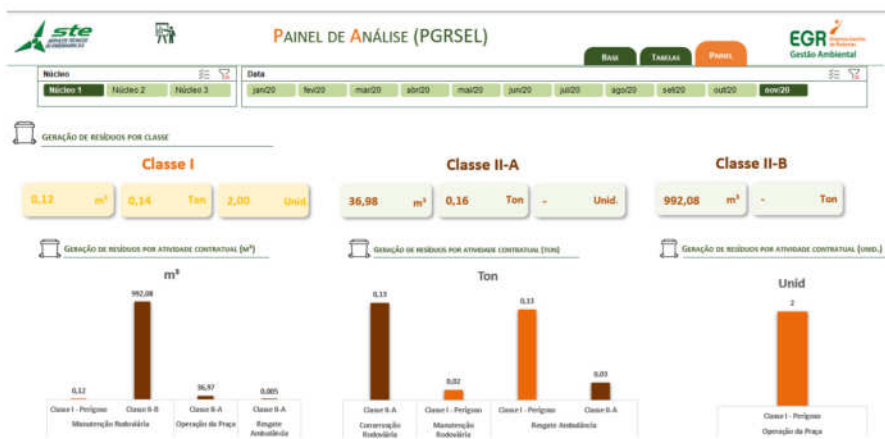 ste
SERVIÇOS TÉCNICOS
DE ENGENHARIA S.A.
PAINEL DE ANÁLISE (PGRSEL)
BASE
TABELAS
PAINEL
EGR
Gestão Ambiental
Núcleo
Data
Núcleo 1 Núcleo 2 Núcleo 3
jan/20 fev/20 mar/20 abr/20 mai/20 jun/20 jul/20 ago/20 set/20 out/20 nov/20
GERAÇÃO DE RESÍDUOS POR CLASSE
Classe I
Classe II-A
Classe II-B
0,12 m³ 0,14 Ton 2,00 Unid.
36,98 m³ 0,16 Ton - Unid.
992,08 m³ - Ton
GERAÇÃO DE RESÍDUOS POR ATIVIDADE CONTRATUAL (M³)
GERAÇÃO DE RESÍDUOS POR ATIVIDADE CONTRATUAL (TON)
GERAÇÃO DE RESÍDUOS POR ATIVIDADE CONTRATUAL (UNID.)
m³
0,12
992,08
36,97
0,005
Classe I - Perigoso
Classe II-B
Classe II-A
Classe II-A
Manutenção Rodoviária
Operação da Praça
Resgate
Ambulância
Ton
0,13
0,02
0,13
0,03
Classe II-A
Classe I - Perigoso
Classe I - Perigoso
Classe II-A
Conservação
Rodoviária
Manutenção
Rodoviária
Resgate Ambulância
Unid
2
Classe I - Perigoso
Operação da Praça